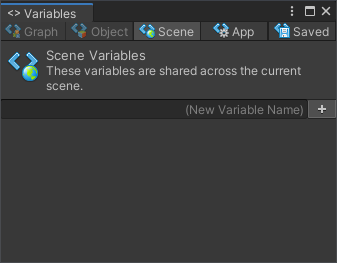 <> Variables
Graph Object Scene App Saved
Scene Variables
These variables are shared across the current
scene.
(New Variable Name) +